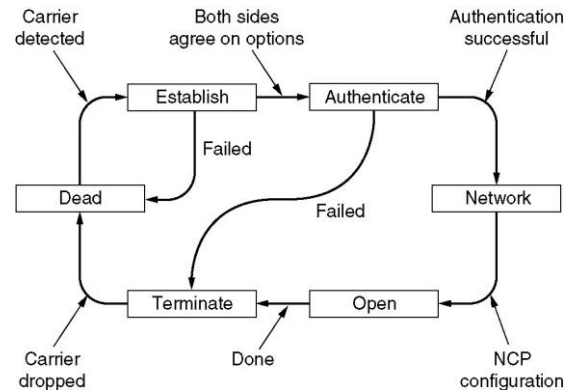 Carrier
detected
Both sides
agree on options
Authentication
successful
Establish
Authenticate
Failed
Dead
Failed
Network
Terminate
Open
Carrier
dropped
Done
NCP
configuration